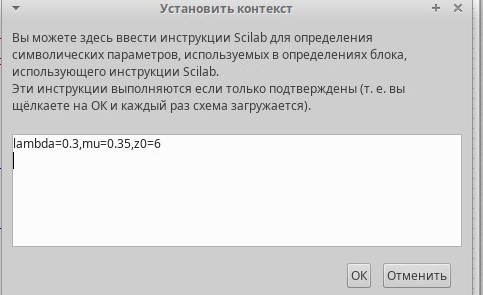 Установить контекст
Вы можете здесь ввести инструкции Scilab для определения
символических параметров, используемых в определениях блока,
использующего инструкции Scilab.
Эти инструкции выполняются если только подтверждены (т. е. вы
щёлкаете на ОК и каждый раз схема загружается).
lambda=0.3,mu=0.35,z0=6
ОК Отменить